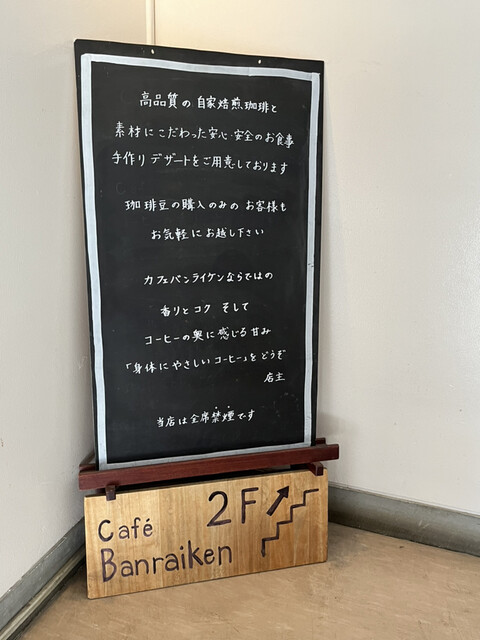 高品質の自家焙煎珈琲と
素材にこだわった安心・安全のお食事
手作りデザートをご用意しております
珈琲豆の購入のみのお客様も
お気軽にお越し下さい
カフェバンライケンならではの
香りとコク そして
コーヒーの奥に感じる甘み
「身体にやさしいコーヒー」をどうぞ
店主
当店は全席禁煙です
2F
Café
Banraiken